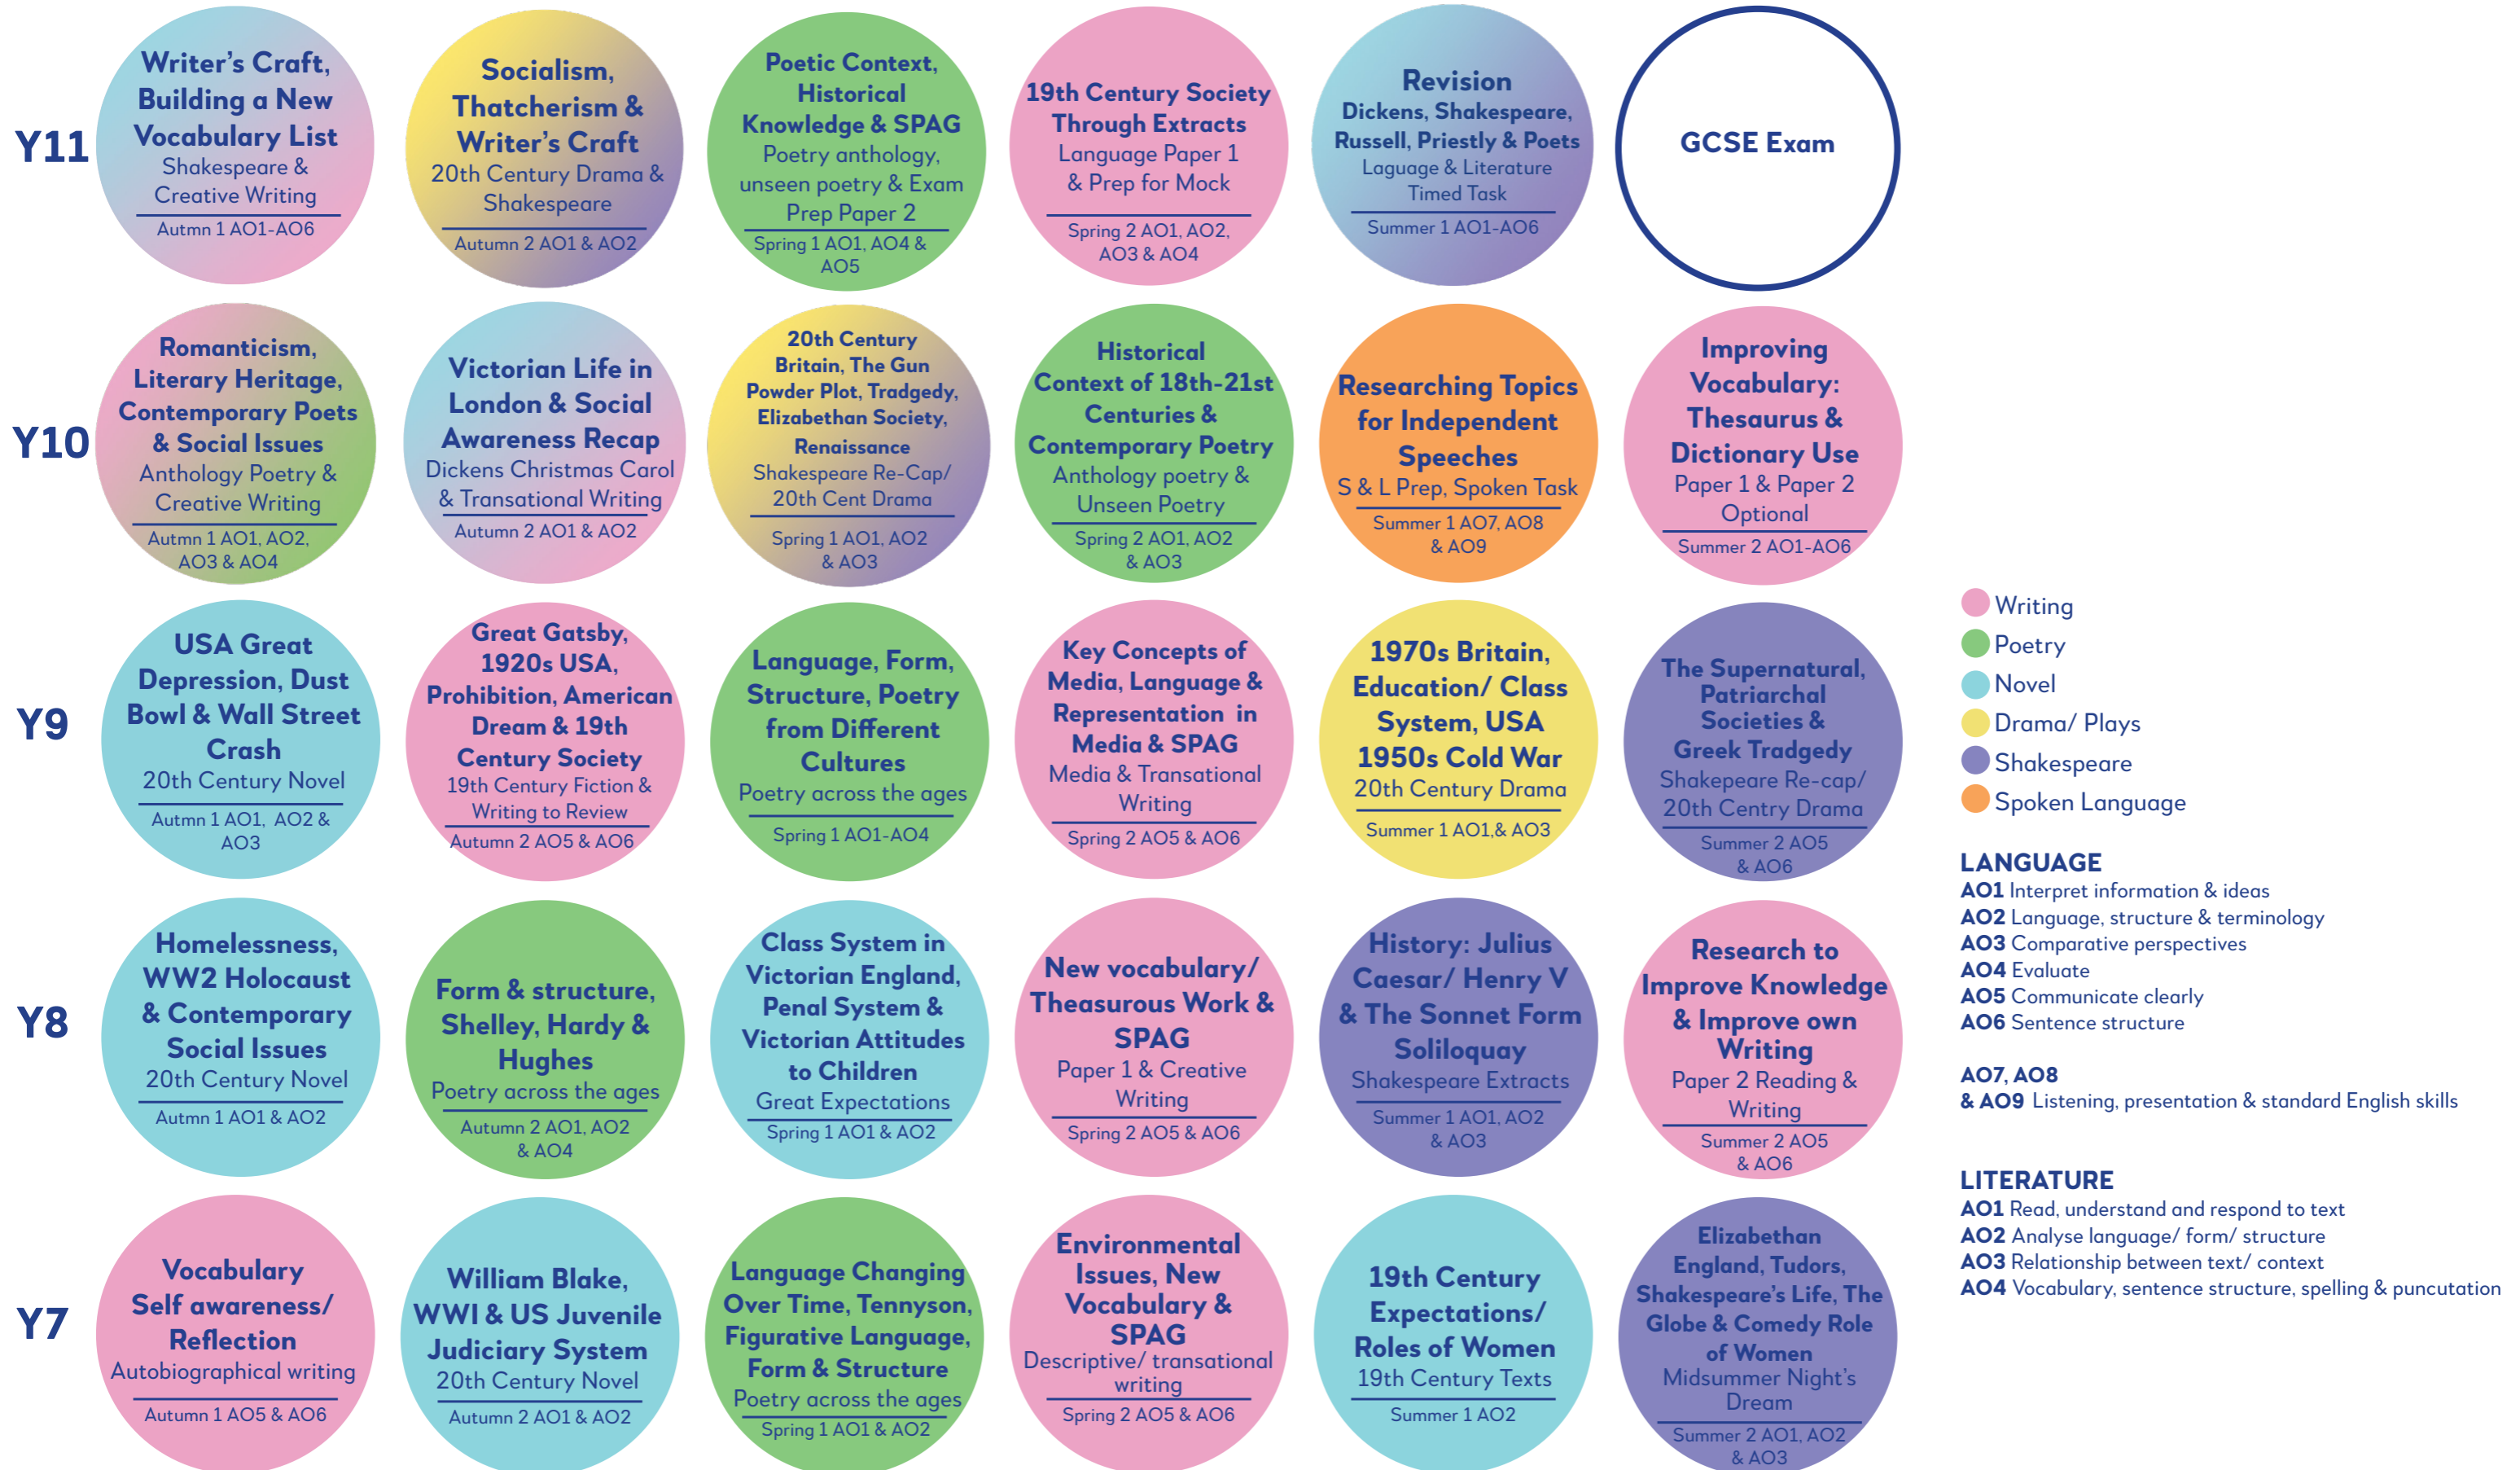 Y11
Writer's Craft,
Building a New
Vocabulary List
Shakespeare &
Creative Writing
Autmn 1 AO1-AO6
Socialism,
Thatcherism &
Writer's Craft
20th Century Drama &
Shakespeare
Autumn 2 AO1 & AO2
Poetic Context,
Historical
Knowledge & SPAG
Poetry anthology,
unseen poetry & Exam
Prep Paper 2
Spring 1 AO1, AO4 &
AO5
19th Century Society
Through Extracts
Language Paper 1
& Prep for Mock
Spring 2 AO1, AO2,
AO3 & AO4
Revision
Dickens, Shakespeare,
Russell, Priestly & Poets
Laguage & Literature
Timed Task
Summer 1 AO1-AO6
GCSE Exam
Y10
Romanticism,
Literary Heritage,
Contemporary Poets
& Social Issues
Anthology Poetry &
Creative Writing
Autmn 1 AO1, AO2,
AO3 & AO4
Victorian Life in
London & Social
Awareness Recap
Dickens Christmas Carol
& Transational Writing
Autumn 2 AO1 & AO2
20th Century
Britain, The Gun
Powder Plot, Tradgedy,
Elizabethan Society,
Renaissance
Shakespeare Re-Cap/
20th Cent Drama
Spring 1 AO1, AO2
& AO3
Historical
Context of 18th-21st
Centuries &
Contemporary Poetry
Anthology poetry &
Unseen Poetry
Spring 2 AO1, AO2
& AO3
Researching Topics
for Independent
Speeches
S & L Prep, Spoken Task
Summer 1 AO7, AO8
& AO9
Improving
Vocabulary:
Thesaurus &
Dictionary Use
Paper 1 & Paper 2
Optional
Summer 2 AO1-AO6
Y9
USA Great
Depression, Dust
Bowl & Wall Street
Crash
20th Century Novel
Autmn 1 AO1, AO2 &
AO3
Great Gatsby,
1920s USA,
Prohibition, American
Dream & 19th
Century Society
19th Century Fiction &
Writing to Review
Autumn 2 AO5 & AO6
Language, Form,
Structure, Poetry
from Different
Cultures
Poetry across the ages
Spring 1 AO1-AO4
Key Concepts of
Media, Language &
Representation in
Media & SPAG
Media & Transational
Writing
Spring 2 AO5 & AO6
1970s Britain,
Education/ Class
System, USA
1950s Cold War
20th Century Drama
Summer 1 AO1,& AO3
The Supernatural,
Patriarchal
Societies &
Greek Tradgedy
Shakepeare Re-cap/
20th Centry Drama
Summer 2 AO5
& AO6
Y8
Homelessness,
WW2 Holocaust
& Contemporary
Social Issues
20th Century Novel
Autmn 1 AO1 & AO2
Form & structure,
Shelley, Hardy &
Hughes
Poetry across the ages
Autumn 2 AO1, AO2
& AO4
Class System in
Victorian England,
Penal System &
Victorian Attitudes
to Children
Great Expectations
Spring 1 AO1 & AO2
New vocabulary/
Theasurous Work &
SPAG
Paper 1 & Creative
Writing
Spring 2 AO5 & AO6
History: Julius
Caesar/ Henry V
& The Sonnet Form
Soliloquay
Shakespeare Extracts
Summer 1 AO1, AO2
& AO3
Research to
Improve Knowledge
& Improve own
Writing
Paper 2 Reading &
Writing
Summer 2 AO5
& AO6
Y7
Vocabulary
Self awareness/
Reflection
Autobiographical writing
Autumn 1 AO5 & AO6
William Blake,
WWI & US Juvenile
Judiciary System
20th Century Novel
Autumn 2 AO1 & AO2
Language Changing
Over Time, Tennyson,
Figurative Language,
Form & Structure
Poetry across the ages
Spring 1 AO1 & AO2
Environmental
Issues, New
Vocabulary &
SPAG
Descriptive/ transational
writing
Spring 2 AO5 & AO6
19th Century
Expectations/
Roles of Women
19th Century Texts
Summer 1 AO2
Elizabethan
England, Tudors,
Shakespeare's Life, The
Globe & Comedy Role
of Women
Midsummer Night's
Dream
Summer 2 AO1, AO2
& AO3
Writing
Poetry
Novel
Drama/ Plays
Shakespeare
Spoken Language
LANGUAGE
AO1 Interpret information & ideas
AO2 Language, structure & terminology
AO3 Comparative perspectives
AO4 Evaluate
AO5 Communicate clearly
AO6 Sentence structure
AO7, AO8
& AO9 Listening, presentation & standard English skills
LITERATURE
AO1 Read, understand and respond to text
AO2 Analyse language/ form/ structure
AO3 Relationship between text/ context
AO4 Vocabulary, sentence structure, spelling & puncutation